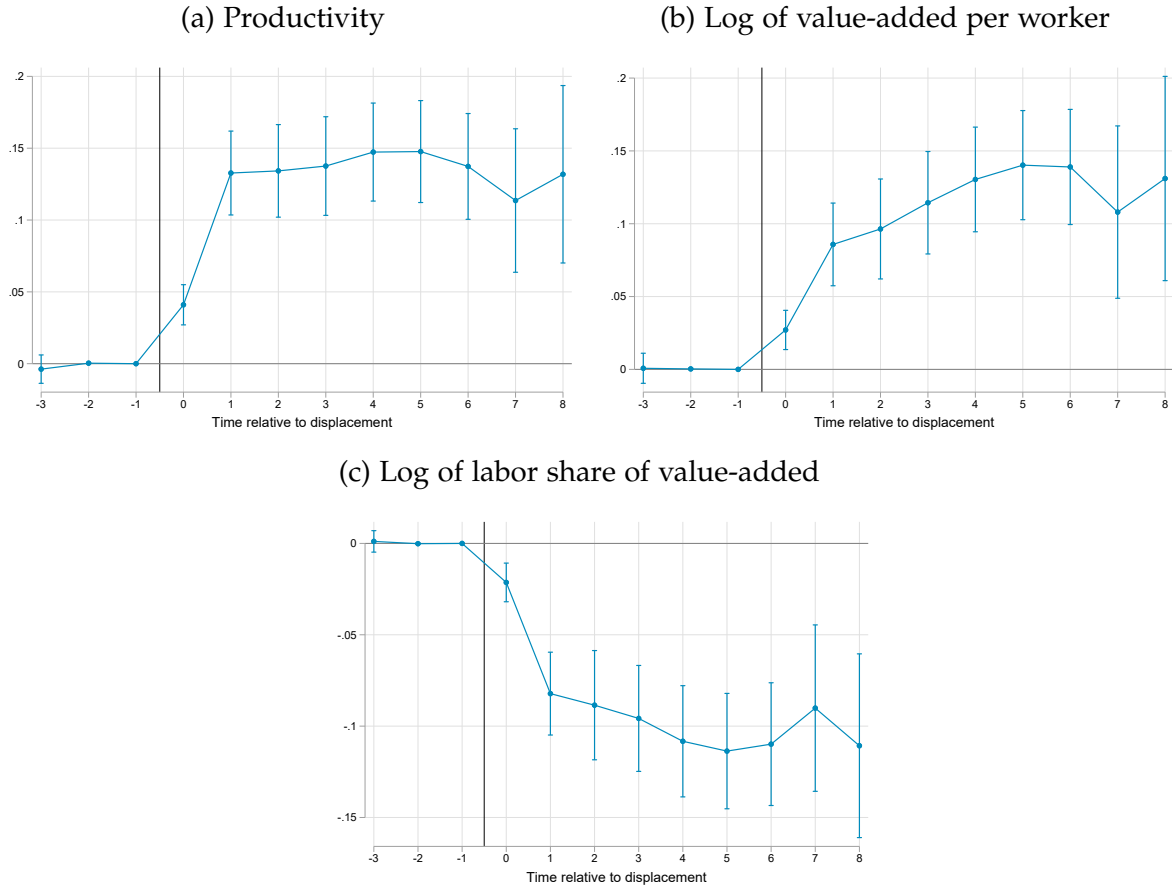 (a) Productivity
.2
.15
.1
.05
0
-3 -2 -1 0 1 2 3 4 5 6 7 8
Time relative to displacement
(b) Log of value-added per worker
.2
.15
.1
.05
0
-3 -2 -1 0 1 2 3 4 5 6 7 8
Time relative to displacement
(c) Log of labor share of value-added
0
-.05
-.1
-.15
-3 -2 -1 0 1 2 3 4 5 6 7 8
Time relative to displacement